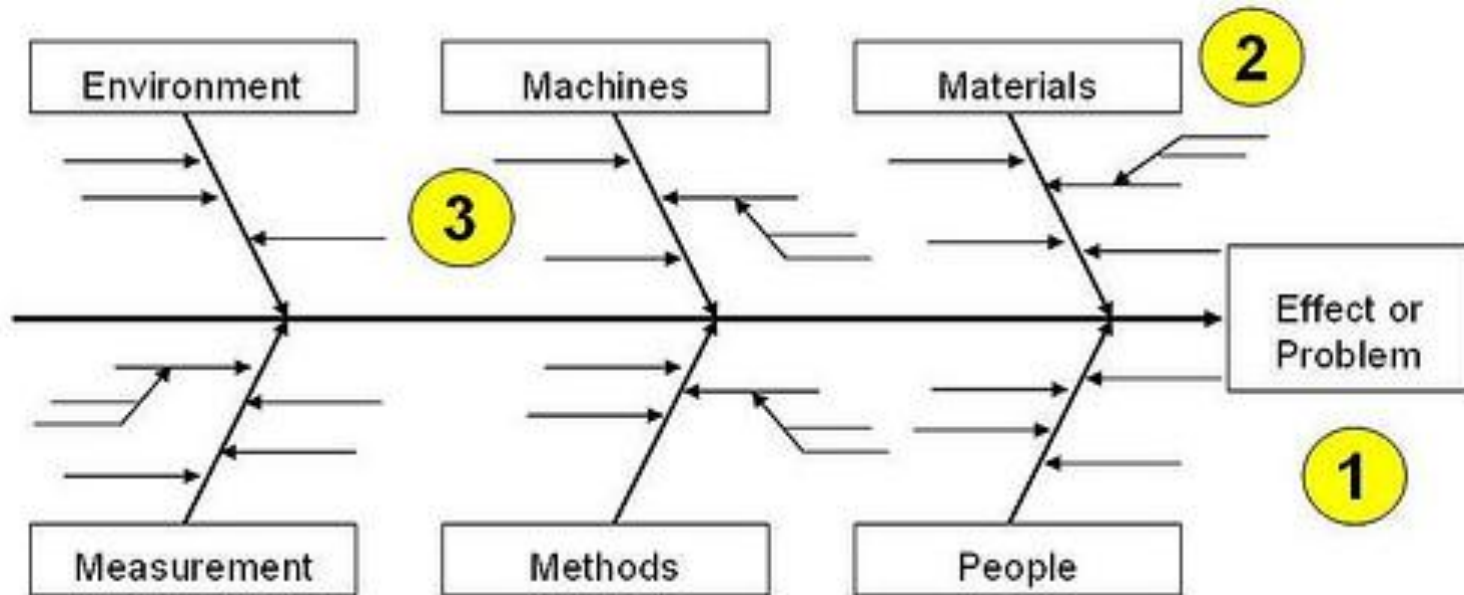 Environment
Machines
Materials
2
3
Effect or
Problem
1
Measurement
Methods
People